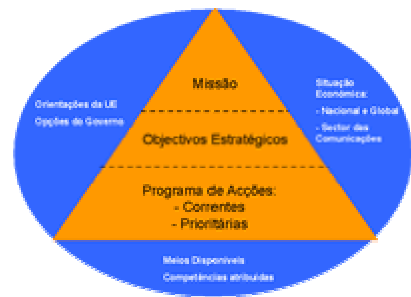 Missão
Situação
Económica:
- Nacional e Global
- Sector das
Comunicações
Orientações da UE
Opções do Governo
Objectivos Estratégicos
Programa de Acções:
- Correntes
- Prioritárias
Meios Disponíveis
Competências atribuídas